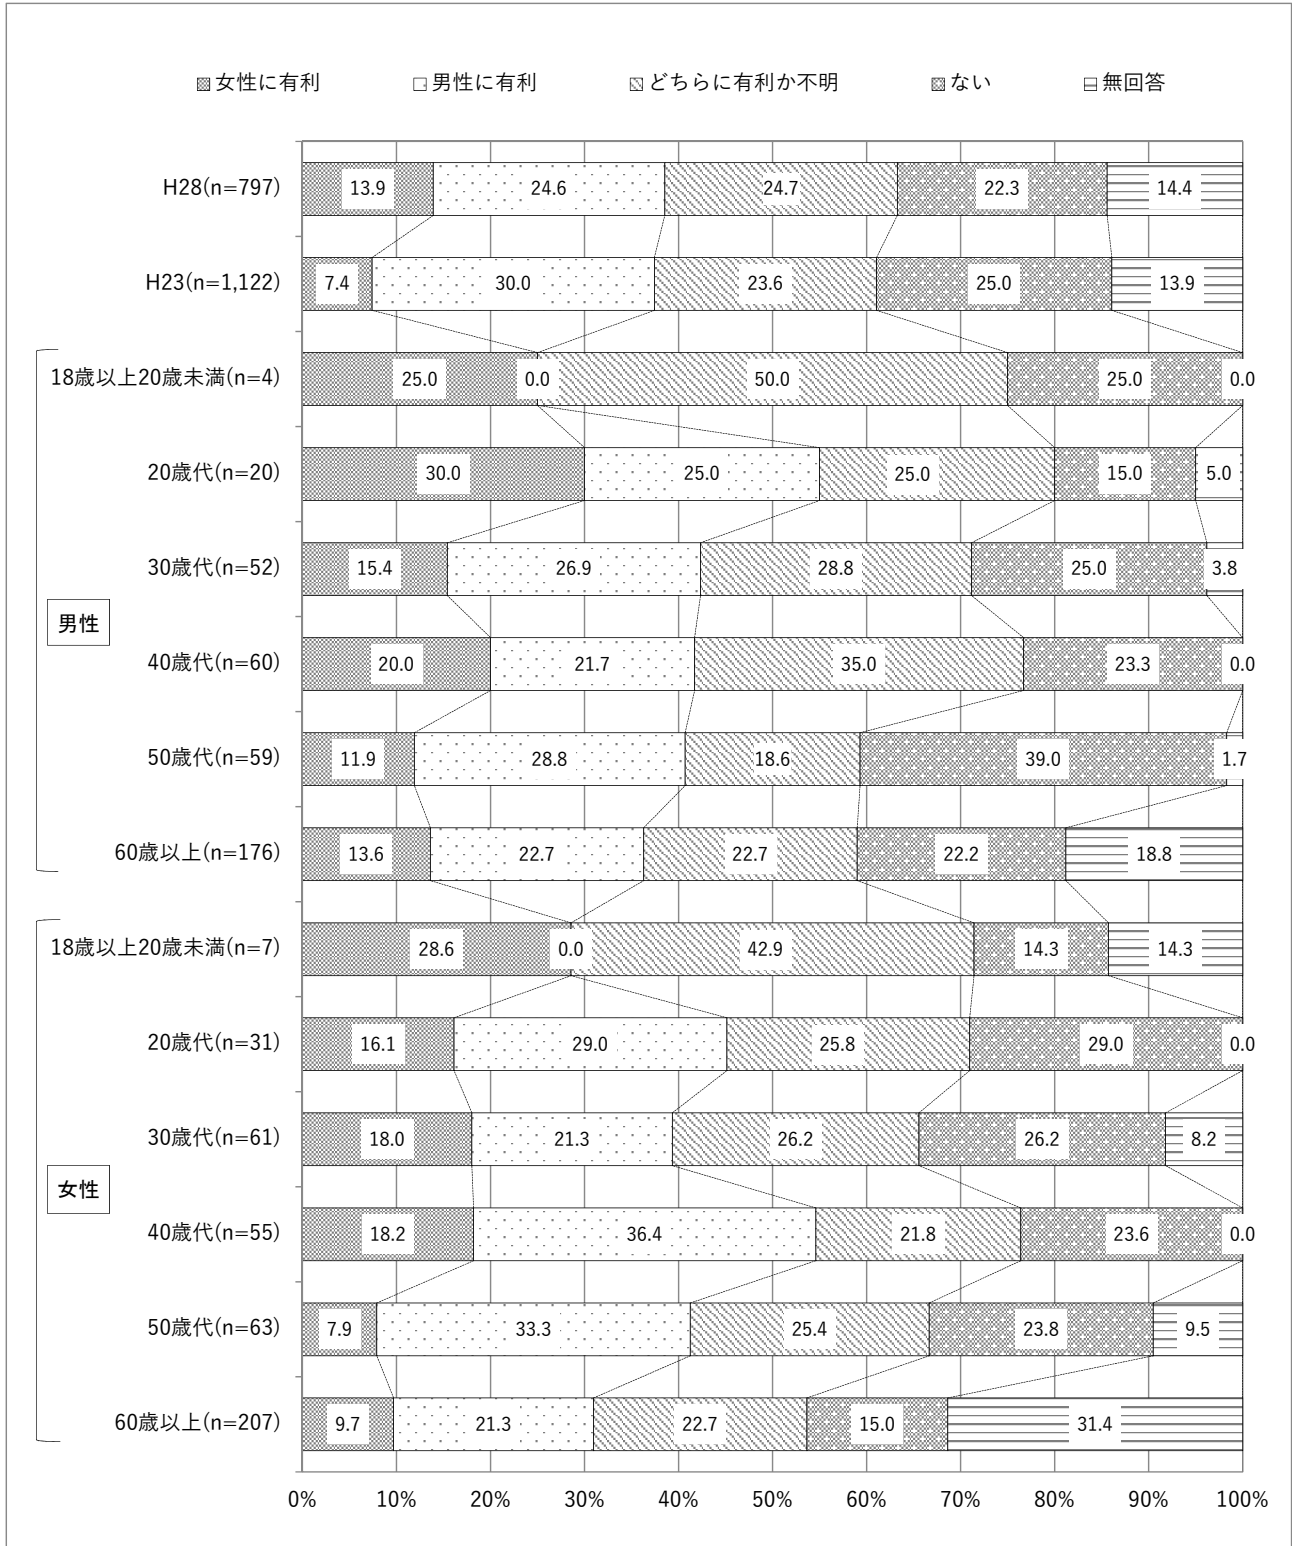 女性に有利 男性に有利 どちらに有利か不明 ない 無回答
H28(n=797) 13.9 24.6 24.7 22.3 14.4
H23(n=1,122) 7.4 30.0 23.6 25.0 13.9
18歳以上20歳未満(n=4) 25.0 0.0 50.0 25.0 0.0
20歳代(n=20) 30.0 25.0 25.0 15.0 5.0
30歳代(n=52) 15.4 26.9 28.8 25.0 3.8
男性
40歳代(n=60) 20.0 21.7 35.0 23.3 0.0
50歳代(n=59) 11.9 28.8 18.6 39.0 1.7
60歳以上(n=176) 13.6 22.7 22.7 22.2 18.8
18歳以上20歳未満(n=7) 28.6 0.0 42.9 14.3 14.3
20歳代(n=31) 16.1 29.0 25.8 29.0 0.0
30歳代(n=61) 18.0 21.3 26.2 26.2 8.2
女性
40歳代(n=55) 18.2 36.4 21.8 23.6 0.0
50歳代(n=63) 7.9 33.3 25.4 23.8 9.5
60歳以上(n=207) 9.7 21.3 22.7 15.0 31.4
0% 10% 20% 30% 40% 50% 60% 70% 80% 90% 100%